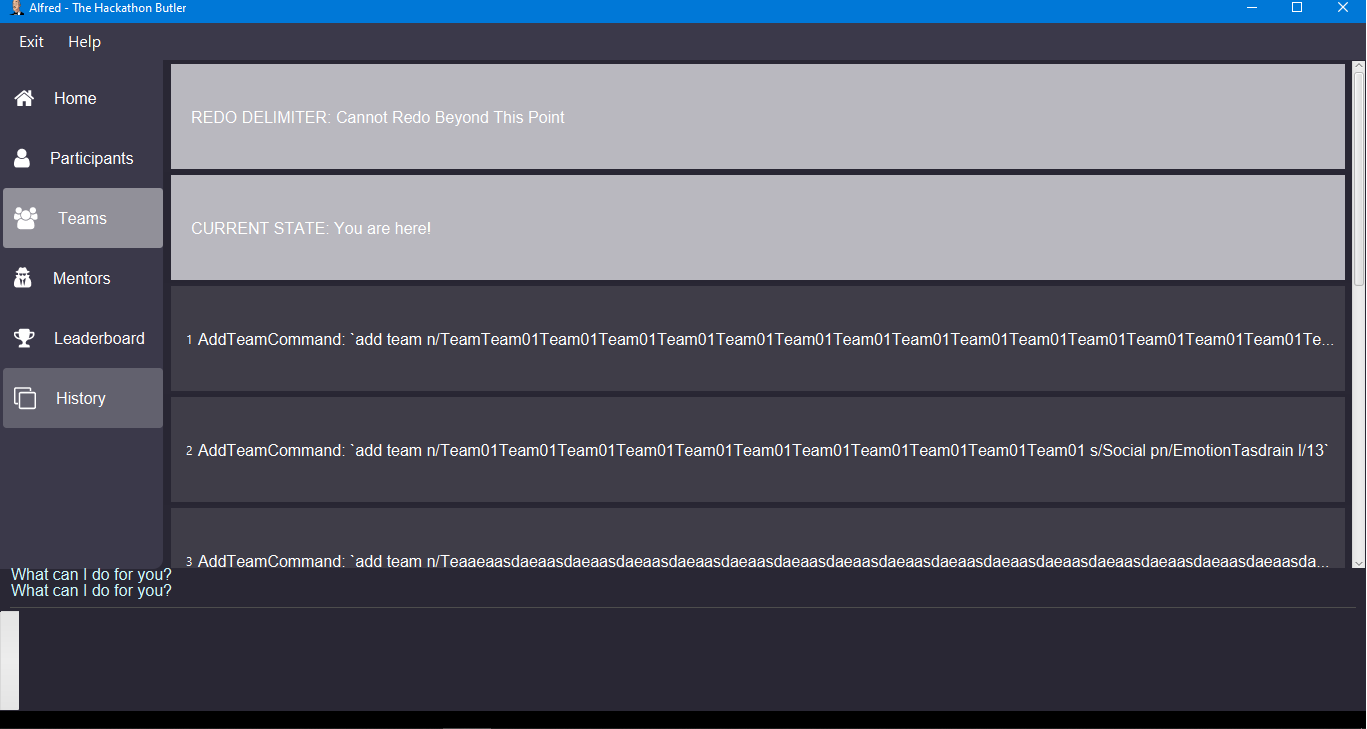 Alfred - The Hackathon Butler
Exit Help
Home
Participants
Teams
Mentors
Leaderboard
History
REDO DELIMITER: Cannot Redo Beyond This Point
CURRENT STATE: You are here!
1 AddTeamCommand: `add team n/TeamTeam01Team01Team01Team01Team01Team01Team01Team01Team01Team01Team01Team01Team01Team01Te...
2 AddTeamCommand: `add team n/Team01Team01Team01Team01Team01Team01Team01Team01Team01Team01Team01 s/Social pn/EmotionTasdrain l/13`
3 AddTeamCommand: `add team n/Teaaeaasdaeaasdaeaasdaeaasdaeaasdaeaasdaeaasdaeaasdaeaasdaeaasdaeaasdaeaasdaeaasdaeaasdaeaasda...
What can I do for you?
What can I do for you?